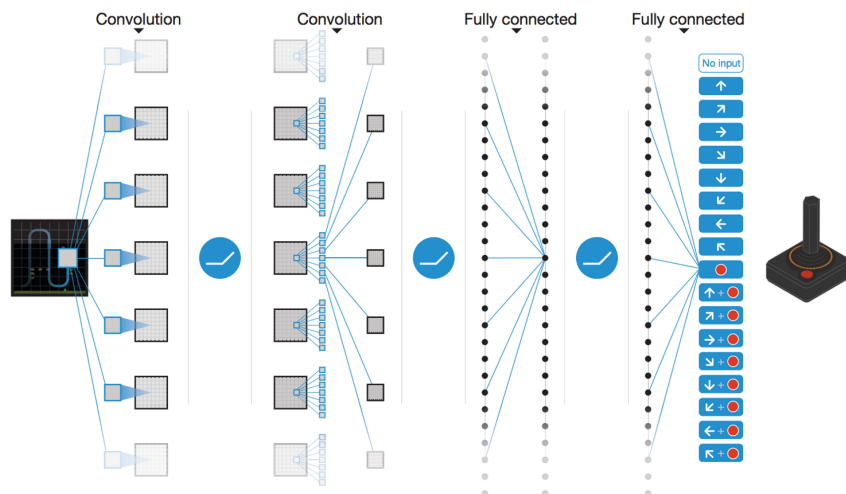 Convolution
Convolution
Fully connected
Fully connected
No input
+
+
+
+
+
+
+
+